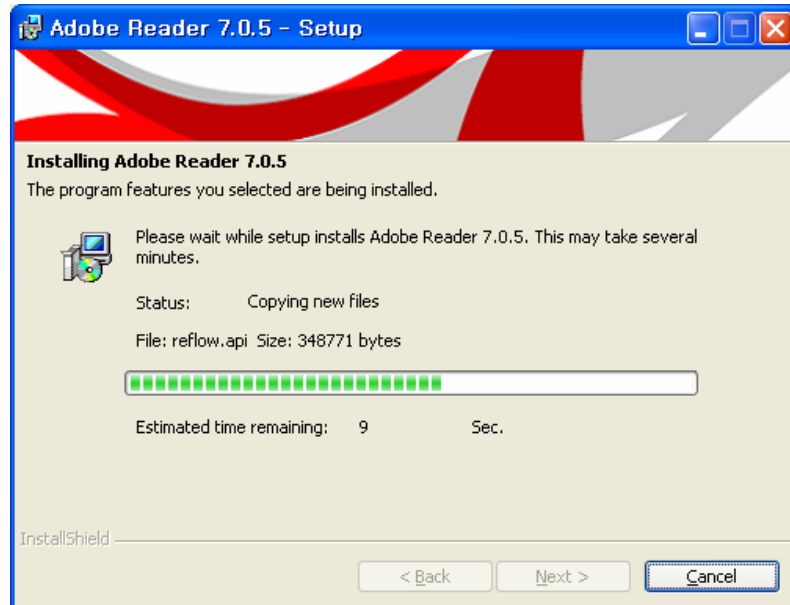 Adobe Reader 7.0.5 - Setup
Installing Adobe Reader 7.0.5
The program features you selected are being installed.
Please wait while setup installs Adobe Reader 7.0.5. This may take several
minutes.
Status: Copying new files
File: reflow.api Size: 348771 bytes
Estimated time remaining: 9 Sec.
InstallShield
< Back Next > Cancel